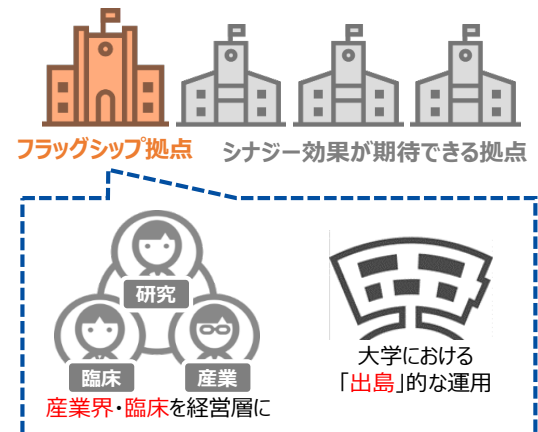 フラッグシップ拠点
シナジー効果が期待できる拠点
研究
臨床
産業
産業界・臨床を経営層に
大学における
「出島」的な運用